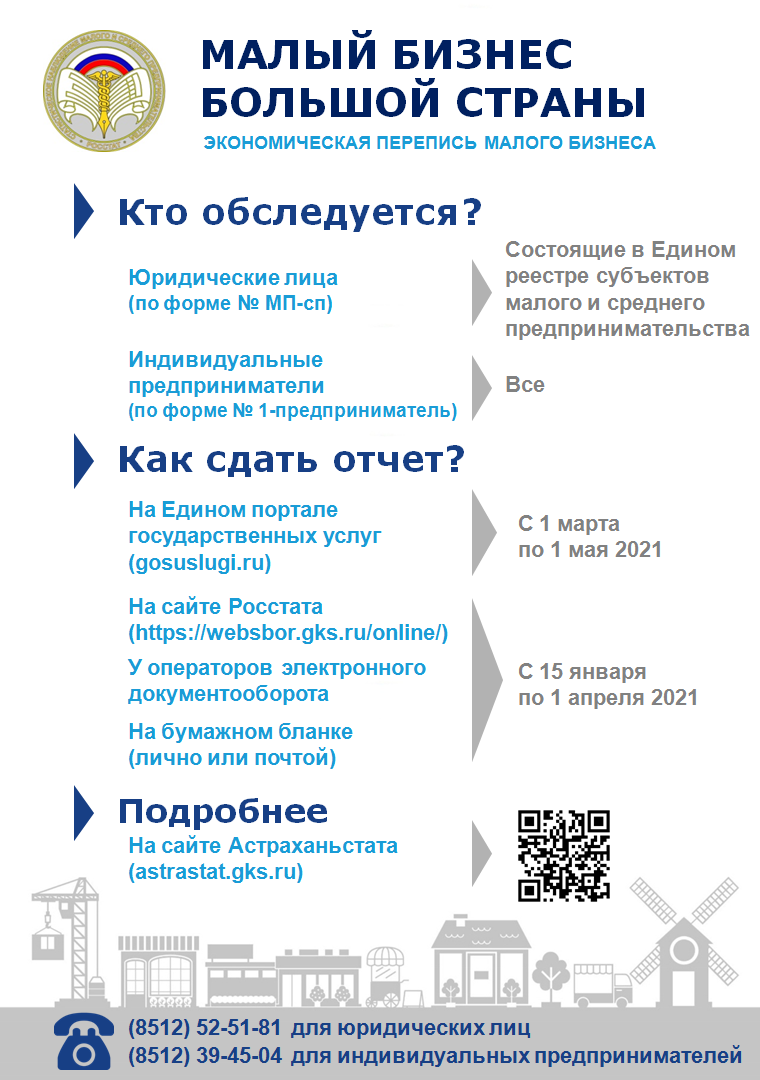 МАЛЫЙ БИЗНЕС
БОЛЬШОЙ СТРАНЫ
ЭКОНОМИЧЕСКАЯ ПЕРЕПИСЬ МАЛОГО БИЗНЕСА
РОССТАТ
Кто обследуется?
Юридические лица
(по форме № МП-сп)
Состоящие в Едином
реестре субъектов
малого и среднего
предпринимательства
Индивидуальные
предприниматели
(по форме № 1-предприниматель)
Все
Как сдать отчет?
На Едином портале
государственных услуг
(gosuslugi.ru)
С 1 марта
по 1 мая 2021
На сайте Росстата
(https://websbor.gks.ru/online/)
У операторов электронного
документооборота
На бумажном бланке
(лично или почтой)
С 15 января
по 1 апреля 2021
Подробнее
На сайте Астраханьстата
(astrastat.gks.ru)
(8512) 52-51-81 для юридических лиц
(8512) 39-45-04 для индивидуальных предпринимателей